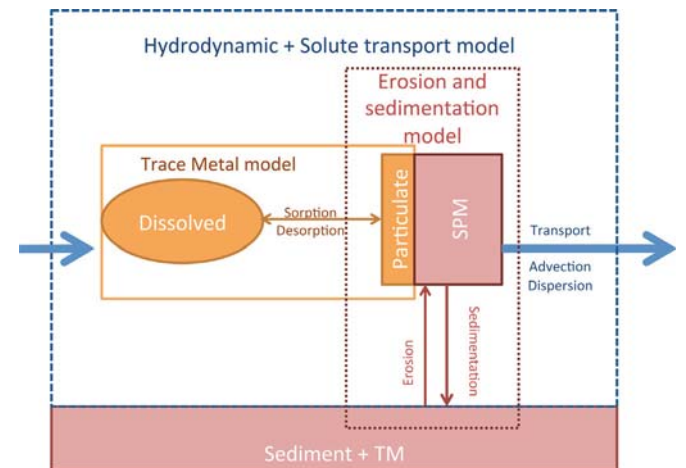 Hydrodynamic + Solute transport model
Erosion and
sedimentation
model
Trace Metal model
Dissolved
Sorption
Desorption
Particulate
SPM
Transport
Advection
Dispersion
Erosion
Sedimentation
Sediment + TM